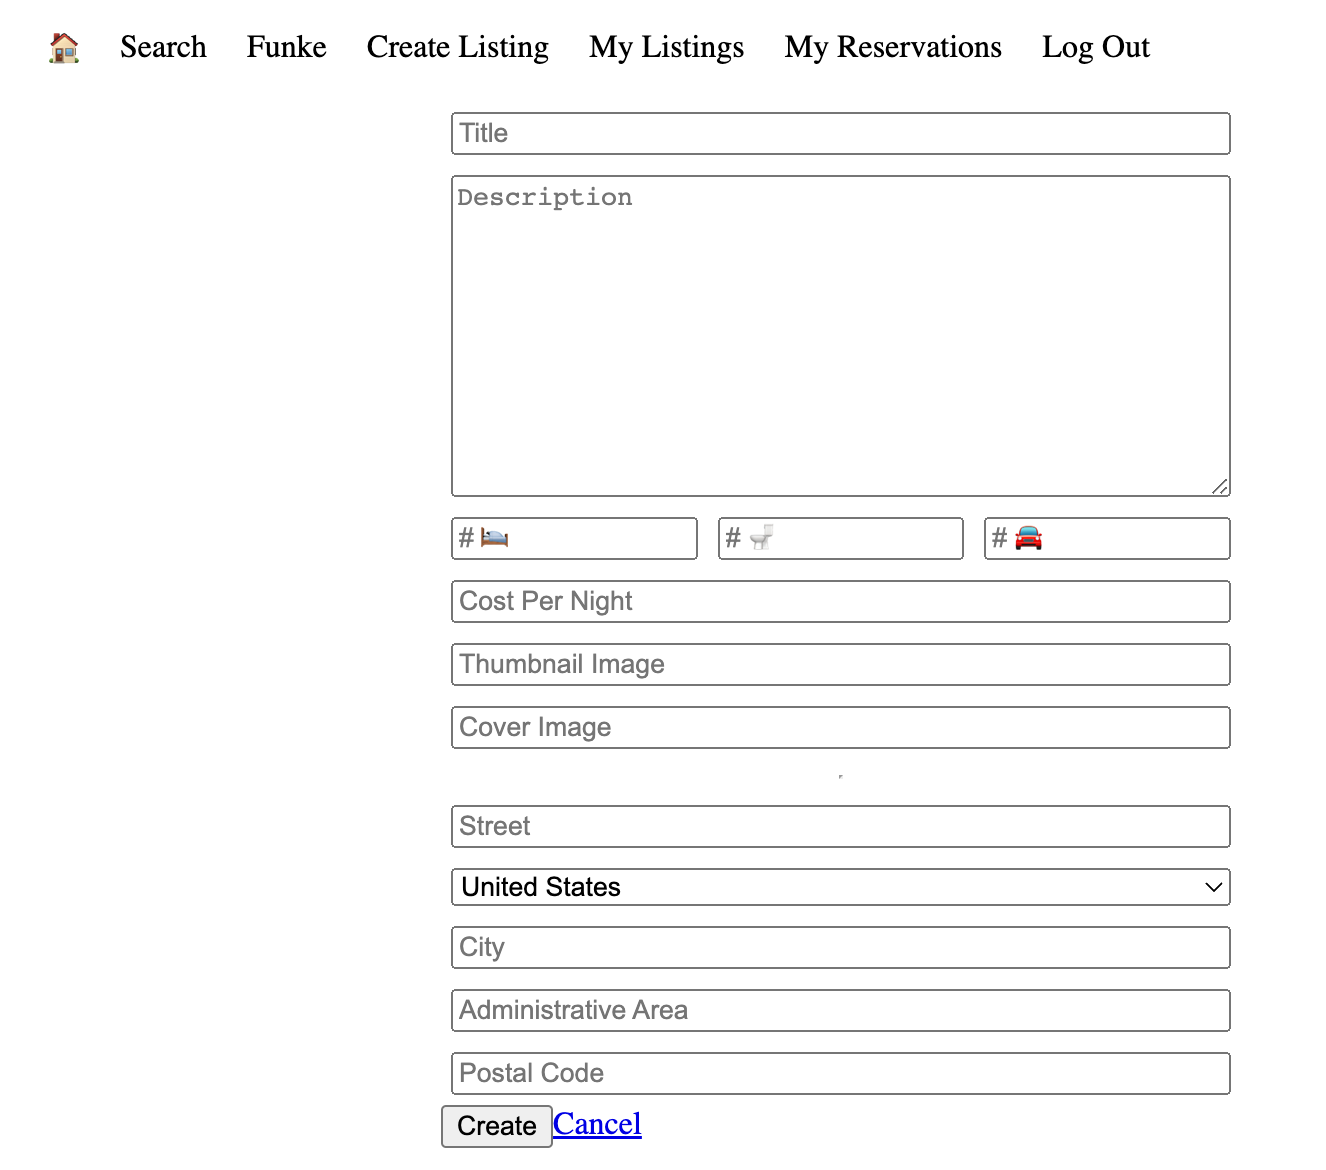 🏠 Search Funke Create Listing My Listings My Reservations Log Out
Title
Description
# 🛌 # 🚽 # 🚘
Cost Per Night
Thumbnail Image
Cover Image
Street
United States
City
Administrative Area
Postal Code
Create Cancel